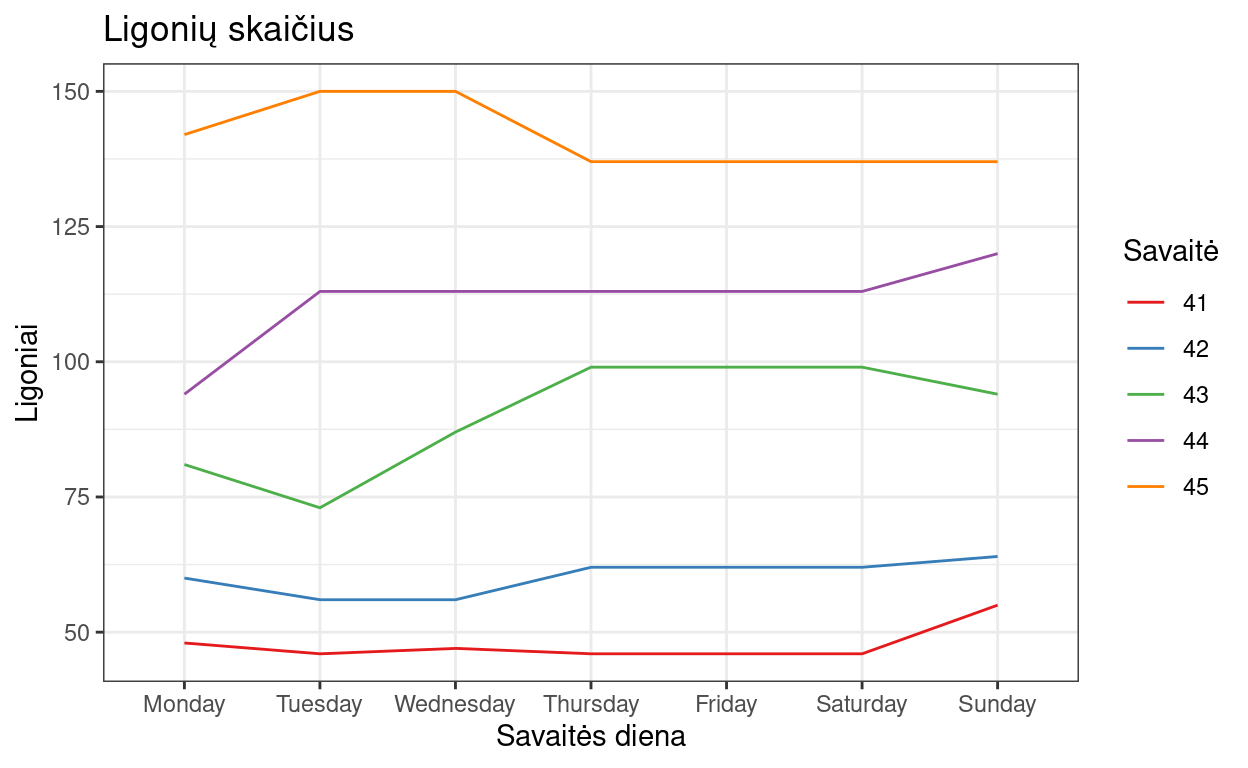 Ligonių skaičius
150
125
100
75
50
Ligoniai
Monday Tuesday Wednesday Thursday Friday Saturday Sunday
Savaitės diena
Savaitė
41
42
43
44
45